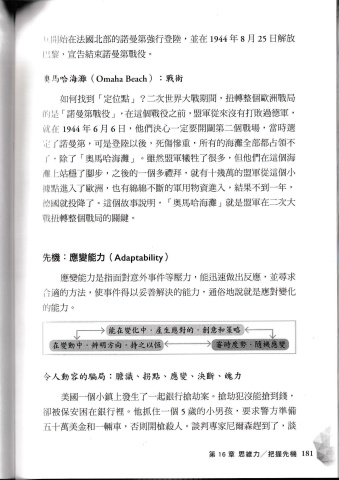 開始在法國北部的諾曼第強行登陸，並在 1944 年 8 月 25 日解放
巴黎，宣告結束諾曼第戰役。
奧馬哈海灘（Omaha Beach）：戰術
如何找到「定位點」？二次世界大戰期間，扭轉整個歐洲戰局
的是「諾曼第戰役」，在這個戰役之前，盟軍從來沒有打敗過德軍，
就在 1944 年 6 月 6 日，他們決心一定要開闢第二個戰場，當時選
定了諾曼第，可是登陸以後，死傷慘重，所有的海灘全部都占領不
了，除了「奧馬哈海灘」。雖然盟軍犧牲了很多，但他們在這個海
灘上站穩了腳步，之後的一個多禮拜，就有十幾萬的盟軍從這個小
據點進入了歐洲，也有綿綿不斷的軍用物資進入，結果不到一年，
德國就投降了。這個故事說明，「奧馬哈海灘」就是盟軍在二次大
戰扭轉整個戰局的關鍵。
先機：應變能力（Adaptability）
應變能力是指面對意外事件等壓力，能迅速做出反應，並尋求
合適的方法，使事件得以妥善解決的能力，通俗地說就是應對變化
的能力。
能在變化中，產生應對的，創意和策略
在變動中，辨明方向，持之以恆
審時度勢，隨機應變
令人動容的騙局：膽識、拐點、應變、決斷、魄力
美國一個小鎮上發生了一起銀行搶劫案。搶劫犯沒能搶到錢，
卻被保安困在銀行裡。他抓住一個 5 歲的小男孩，要求警方準備
五十萬美金和一輛車，否則開槍殺人，談判專家尼爾森趕到了，談
第 16 章 思維力／把握先機 181